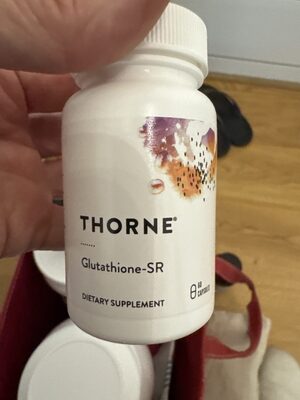 THORNE®
Glutathione-SR
DIETARY SUPPLEMENT
60
CAPSULES